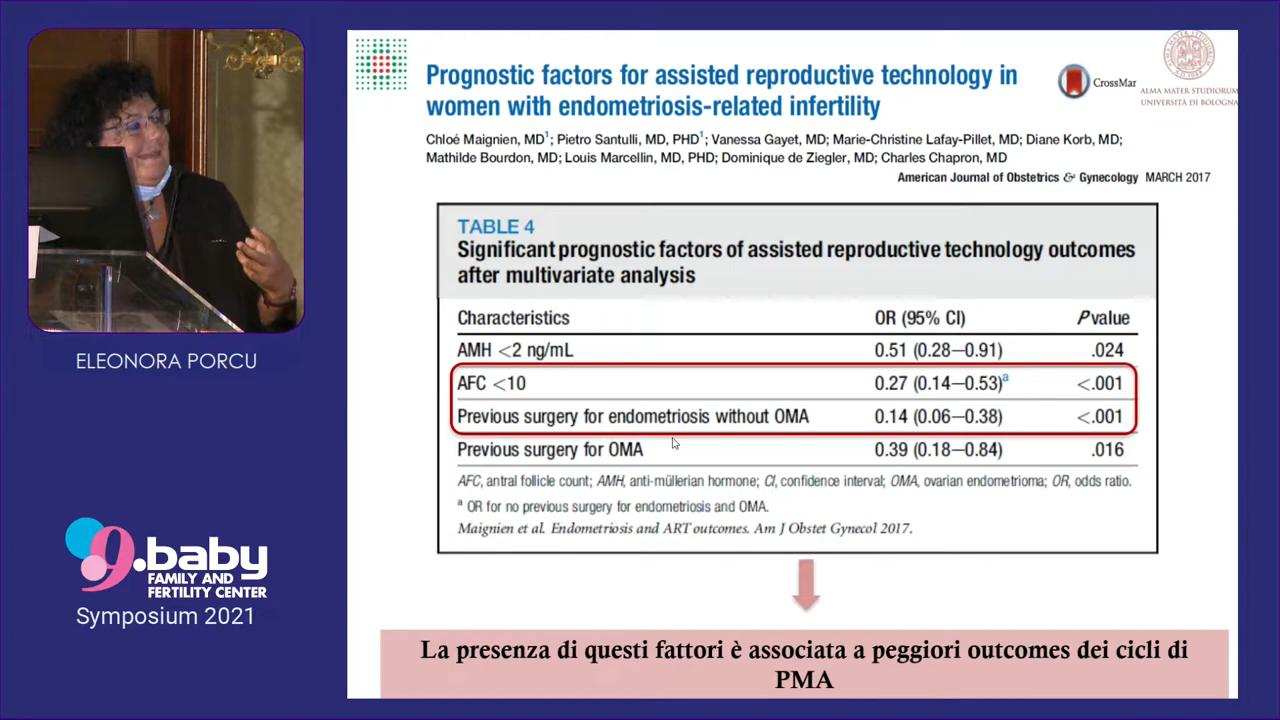 Prognostic factors for assisted reproductive technology in
women with endometriosis-related infertility
CrossMar
ALMA MATER STUDIORUM
UNIVERSITÀ DI BOLOGNA
Chloé Maignien, MD¹; Pietro Santulli, MD, PHD¹; Vanessa Gayet, MD; Marie-Christine Lafay-Pillet, MD; Diane Korb, MD;
Mathilde Bourdon, MD; Louis Marcellin, MD, PHD; Dominique de Ziegler, MD; Charles Chapron, MD
American Journal of Obstetrics & Gynecology MARCH 2017
TABLE 4
Significant prognostic factors of assisted reproductive technology outcomes
after multivariate analysis
Characteristics OR (95% CI) P value
AMH <2 ng/mL 0.51 (0.28–0.91) .024
AFC <10 0.27 (0.14–0.53)ᵃ <.001
Previous surgery for endometriosis without OMA 0.14 (0.06–0.38) <.001
Previous surgery for OMA 0.39 (0.18–0.84) .016
AFC, antral follicle count; AMH, anti-müllerian hormone; CI, confidence interval; OMA, ovarian endometrioma; OR, odds ratio.
ᵃ OR for no previous surgery for endometriosis and OMA.
Maignien et al. Endometriosis and ART outcomes. Am J Obstet Gynecol 2017.
La presenza di questi fattori è associata a peggiori outcomes dei cicli di
PMA
ELEONORA PORCU
9.baby
FAMILY AND
FERTILITY CENTER
Symposium 2021